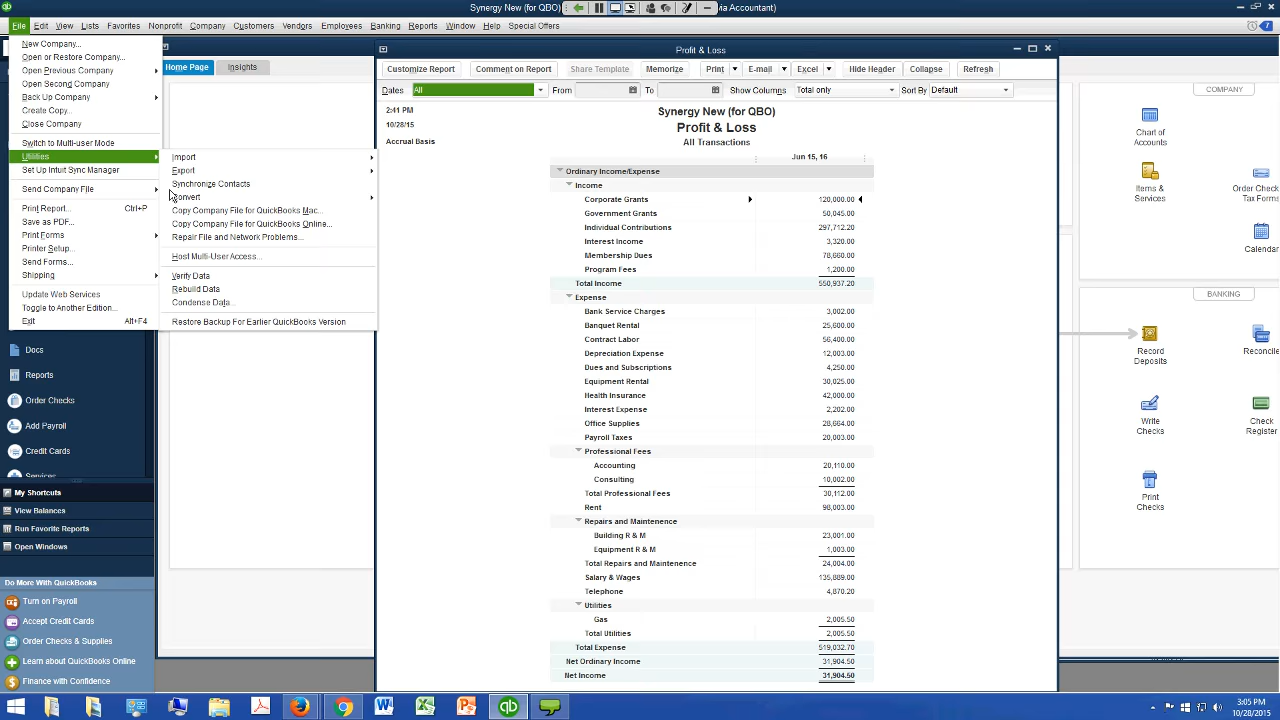 Synergy New (for QBO)
(via Accountant)
File Edit View Lists Favorites Nonprofit Company Customers Vendors Employees Banking Reports Window Help Special Offers
7
New Company...
Open or Restore Company...
Open Previous Company
Open Second Company
Back Up Company
Create Copy...
Close Company
Switch to Multi-user Mode
Utilities
Set Up Intuit Sync Manager
Send Company File
Print Report... Ctrl+P
Save as PDF...
Print Forms
Printer Setup...
Send Forms...
Shipping
Update Web Services
Toggle to Another Edition...
Exit Alt+F4
Import
Export
Synchronize Contacts
Convert
Copy Company File for QuickBooks Mac...
Copy Company File for QuickBooks Online...
Repair File and Network Problems...
Host Multi-User Access...
Verify Data
Rebuild Data
Condense Data...
Restore Backup For Earlier QuickBooks Version
Home Page Insights
Docs
Reports
Order Checks
Add Payroll
Credit Cards
Services
My Shortcuts
View Balances
Run Favorite Reports
Open Windows
Do More With QuickBooks
Turn on Payroll
Accept Credit Cards
Order Checks & Supplies
Learn about QuickBooks Online
Finance with Confidence
Profit & Loss
Customize Report Comment on Report Share Template Memorize Print E-mail Excel Hide Header Collapse Refresh
Dates All From To Show Columns Total only Sort By Default
2:41 PM
10/28/15
Accrual Basis
Synergy New (for QBO)
Profit & Loss
All Transactions
Jun 15, 16
Ordinary Income/Expense
Income
Corporate Grants 120,000.00
Government Grants 50,045.00
Individual Contributions 297,712.20
Interest Income 3,320.00
Membership Dues 78,660.00
Program Fees 1,200.00
Total Income 550,937.20
Expense
Bank Service Charges 3,002.00
Banquet Rental 25,600.00
Contract Labor 56,400.00
Depreciation Expense 12,003.00
Dues and Subscriptions 4,250.00
Equipment Rental 30,025.00
Health Insurance 42,000.00
Interest Expense 2,202.00
Office Supplies 28,664.00
Payroll Taxes 20,003.00
Professional Fees
Accounting 20,110.00
Consulting 10,002.00
Total Professional Fees 30,112.00
Rent 98,003.00
Repairs and Maintenence
Building R & M 23,001.00
Equipment R & M 1,003.00
Total Repairs and Maintenence 24,004.00
Salary & Wages 135,889.00
Telephone 4,870.20
Utilities
Gas 2,005.50
Total Utilities 2,005.50
Total Expense 519,032.70
Net Ordinary Income 31,904.50
Net Income 31,904.50
COMPANY
Chart of
Accounts
Items &
Services
Order Check
Tax Forms
Calendar
BANKING
Record
Deposits
Reconcile
Write
Checks
Check
Register
Print
Checks
3:05 PM
10/28/2015